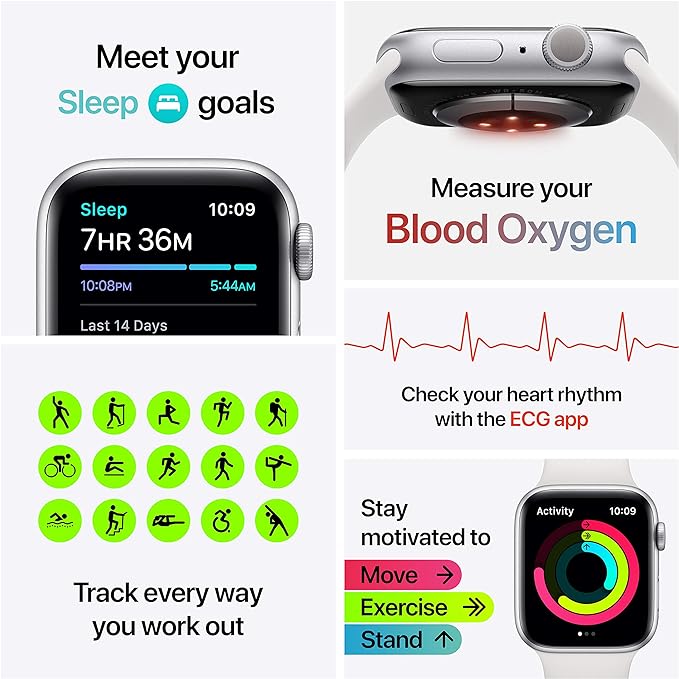 Meet your
Sleep goals
Sleep 10:09
7HR 36M
10:08PM 5:44AM
Last 14 Days
Measure your
Blood Oxygen
Check your heart rhythm
with the ECG app
Track every way
you work out
Stay
motivated to
Move →
Exercise
Stand ↑
Activity 10:09